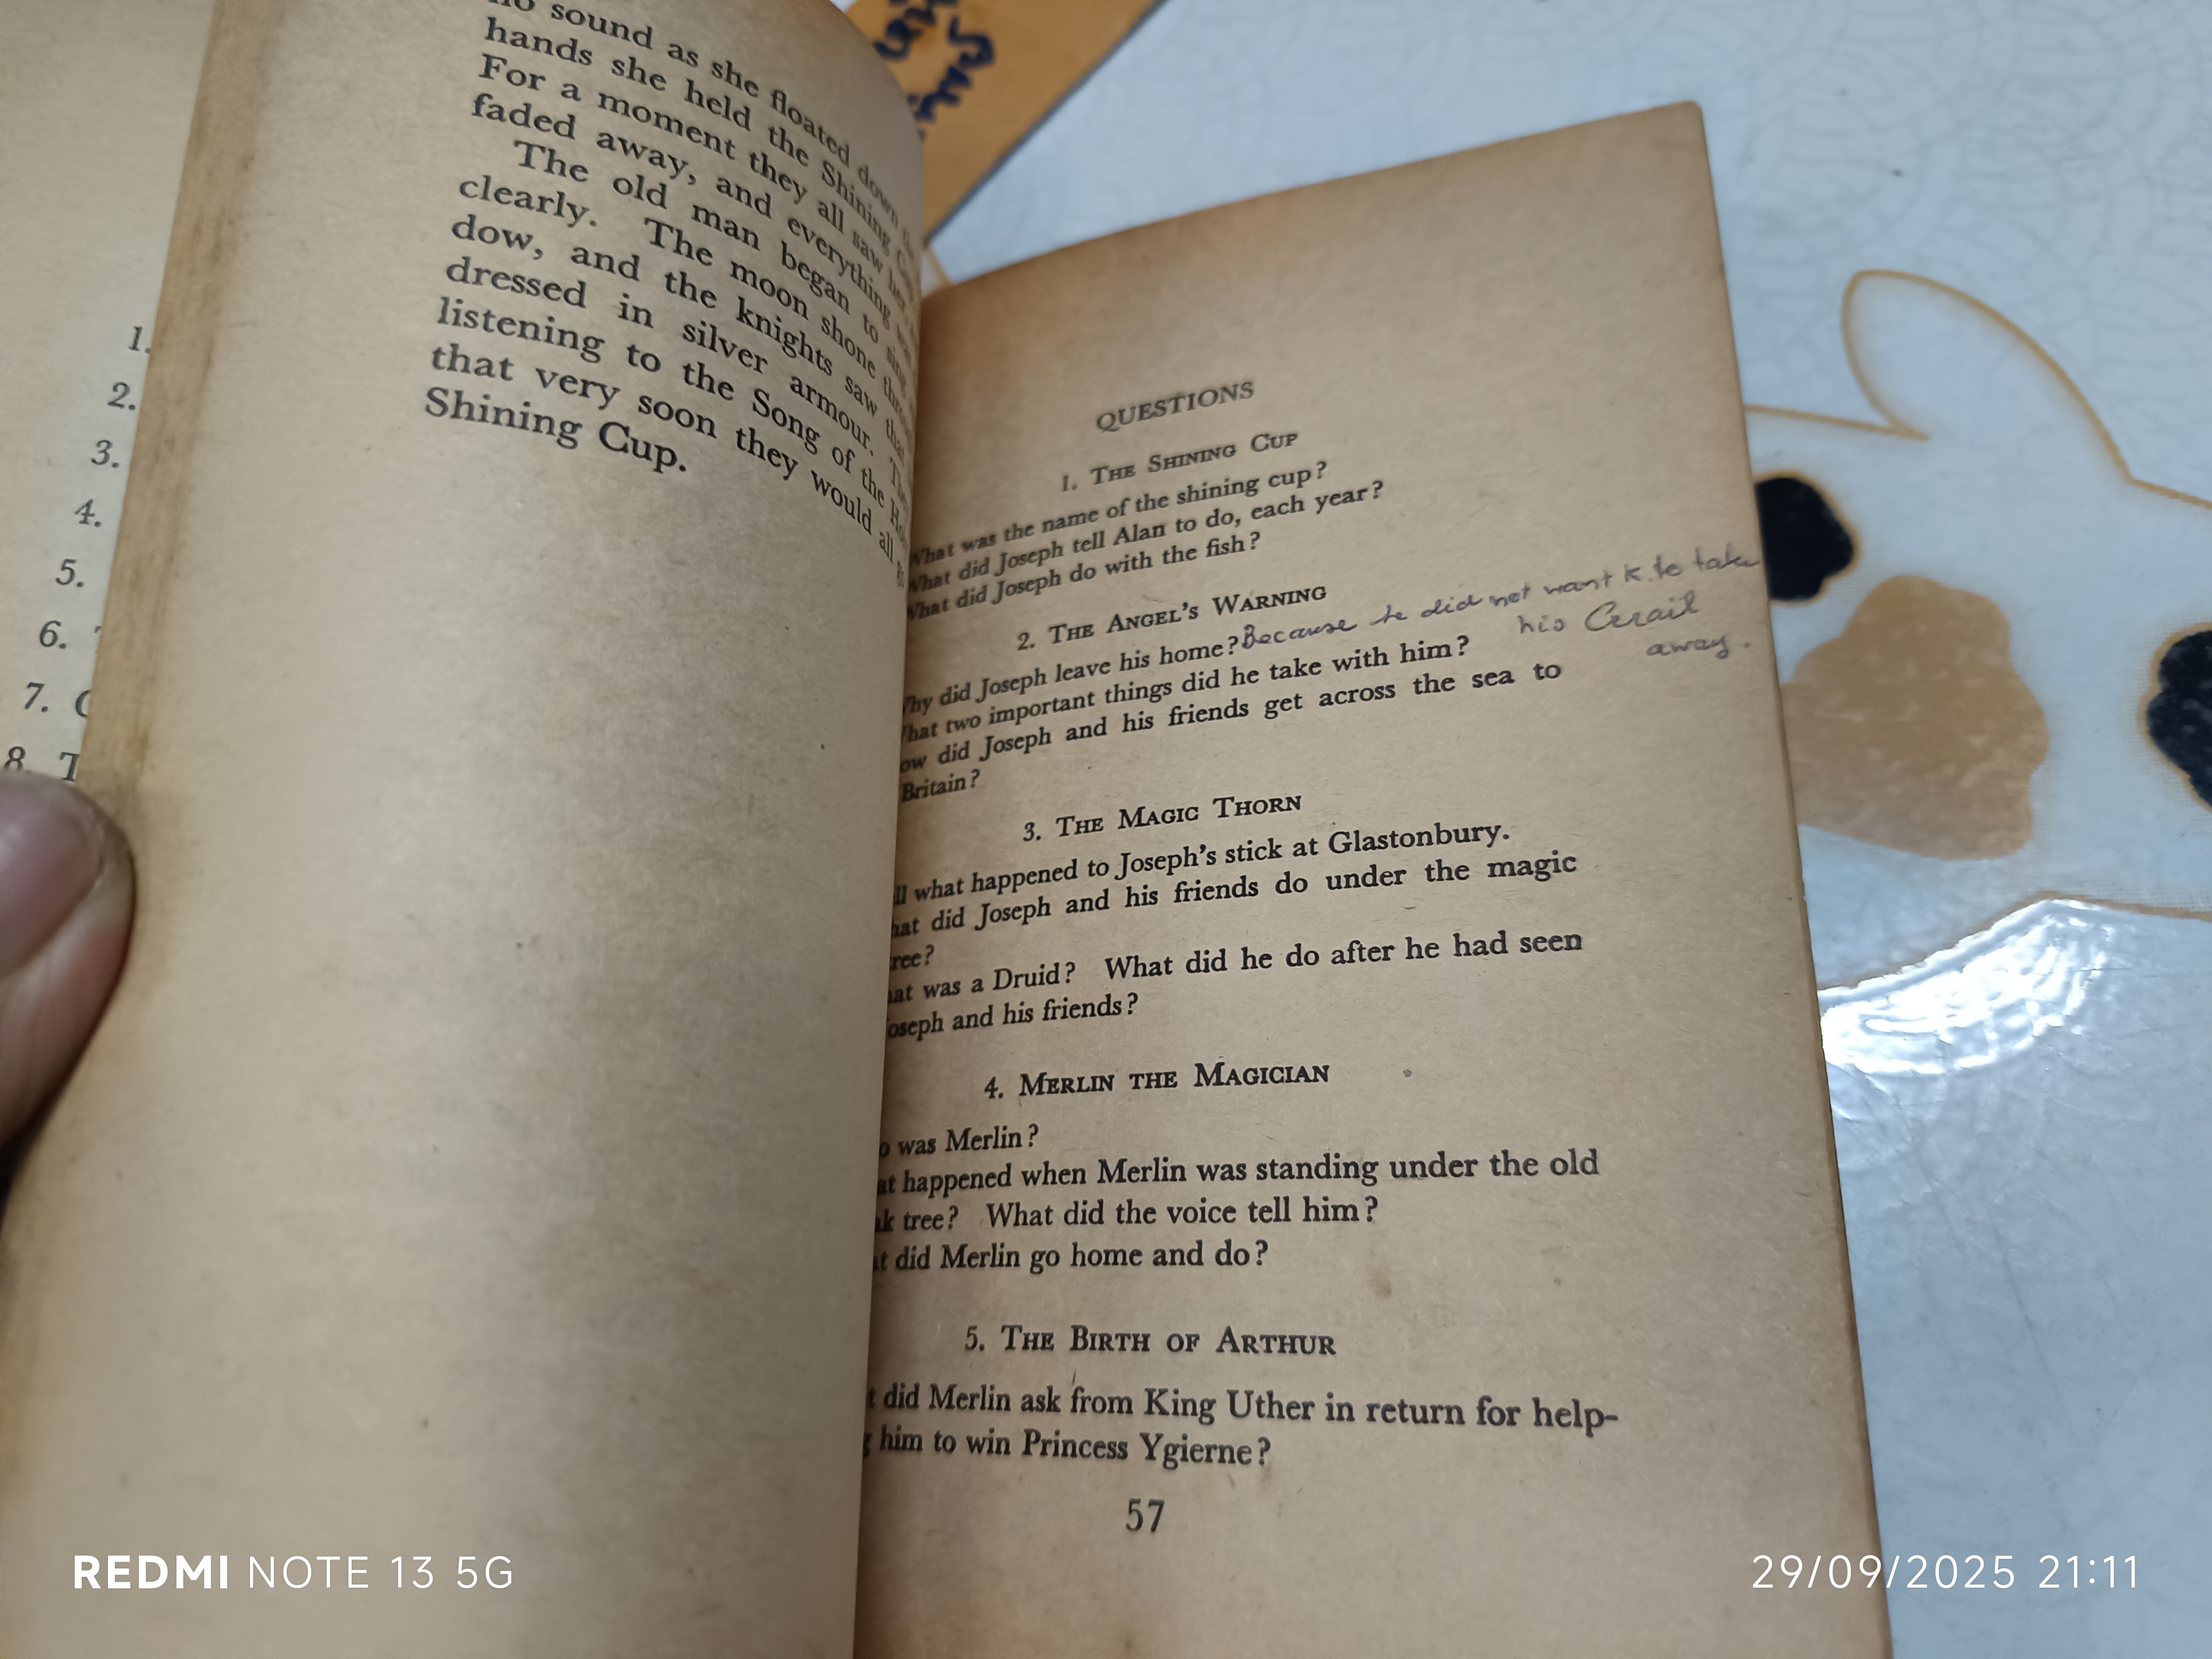 sound as she floated down
hands she held the Shining
For a moment they all saw her
faded away, and everything was
The old man began to sing
clearly. The moon shone
dow, and the knights saw that
dressed in silver armour.
listening to the Song of the
that very soon they would all
Shining Cup.
1.
2.
3.
4.
5.
6.
7.
8.
QUESTIONS
1. THE SHINING CUP
What was the name of the shining cup?
What did Joseph tell Alan to do, each year?
What did Joseph do with the fish?
2. THE ANGEL'S WARNING
hy did Joseph leave his home? Because he did not want K. to take
his Grail
away.
hat two important things did he take with him?
ow did Joseph and his friends get across the sea to
Britain?
3. THE MAGIC THORN
ll what happened to Joseph's stick at Glastonbury.
hat did Joseph and his friends do under the magic
ree?
hat was a Druid? What did he do after he had seen
oseph and his friends?
4. MERLIN THE MAGICIAN
o was Merlin?
at happened when Merlin was standing under the old
k tree? What did the voice tell him?
t did Merlin go home and do?
5. THE BIRTH OF ARTHUR
t did Merlin ask from King Uther in return for help-
g him to win Princess Ygierne?
57
REDMI NOTE 13 5G
29/09/2025 21:11